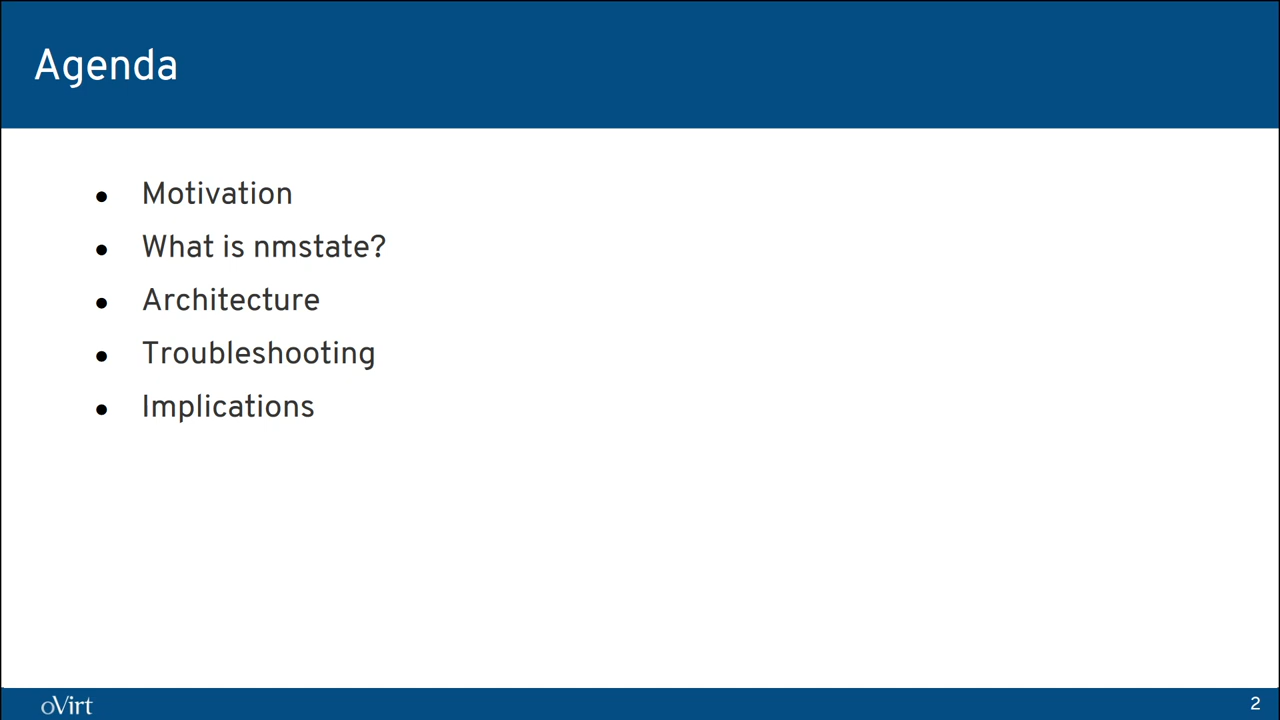 Agenda
● Motivation
● What is nmstate?
● Architecture
● Troubleshooting
● Implications
oVirt
2